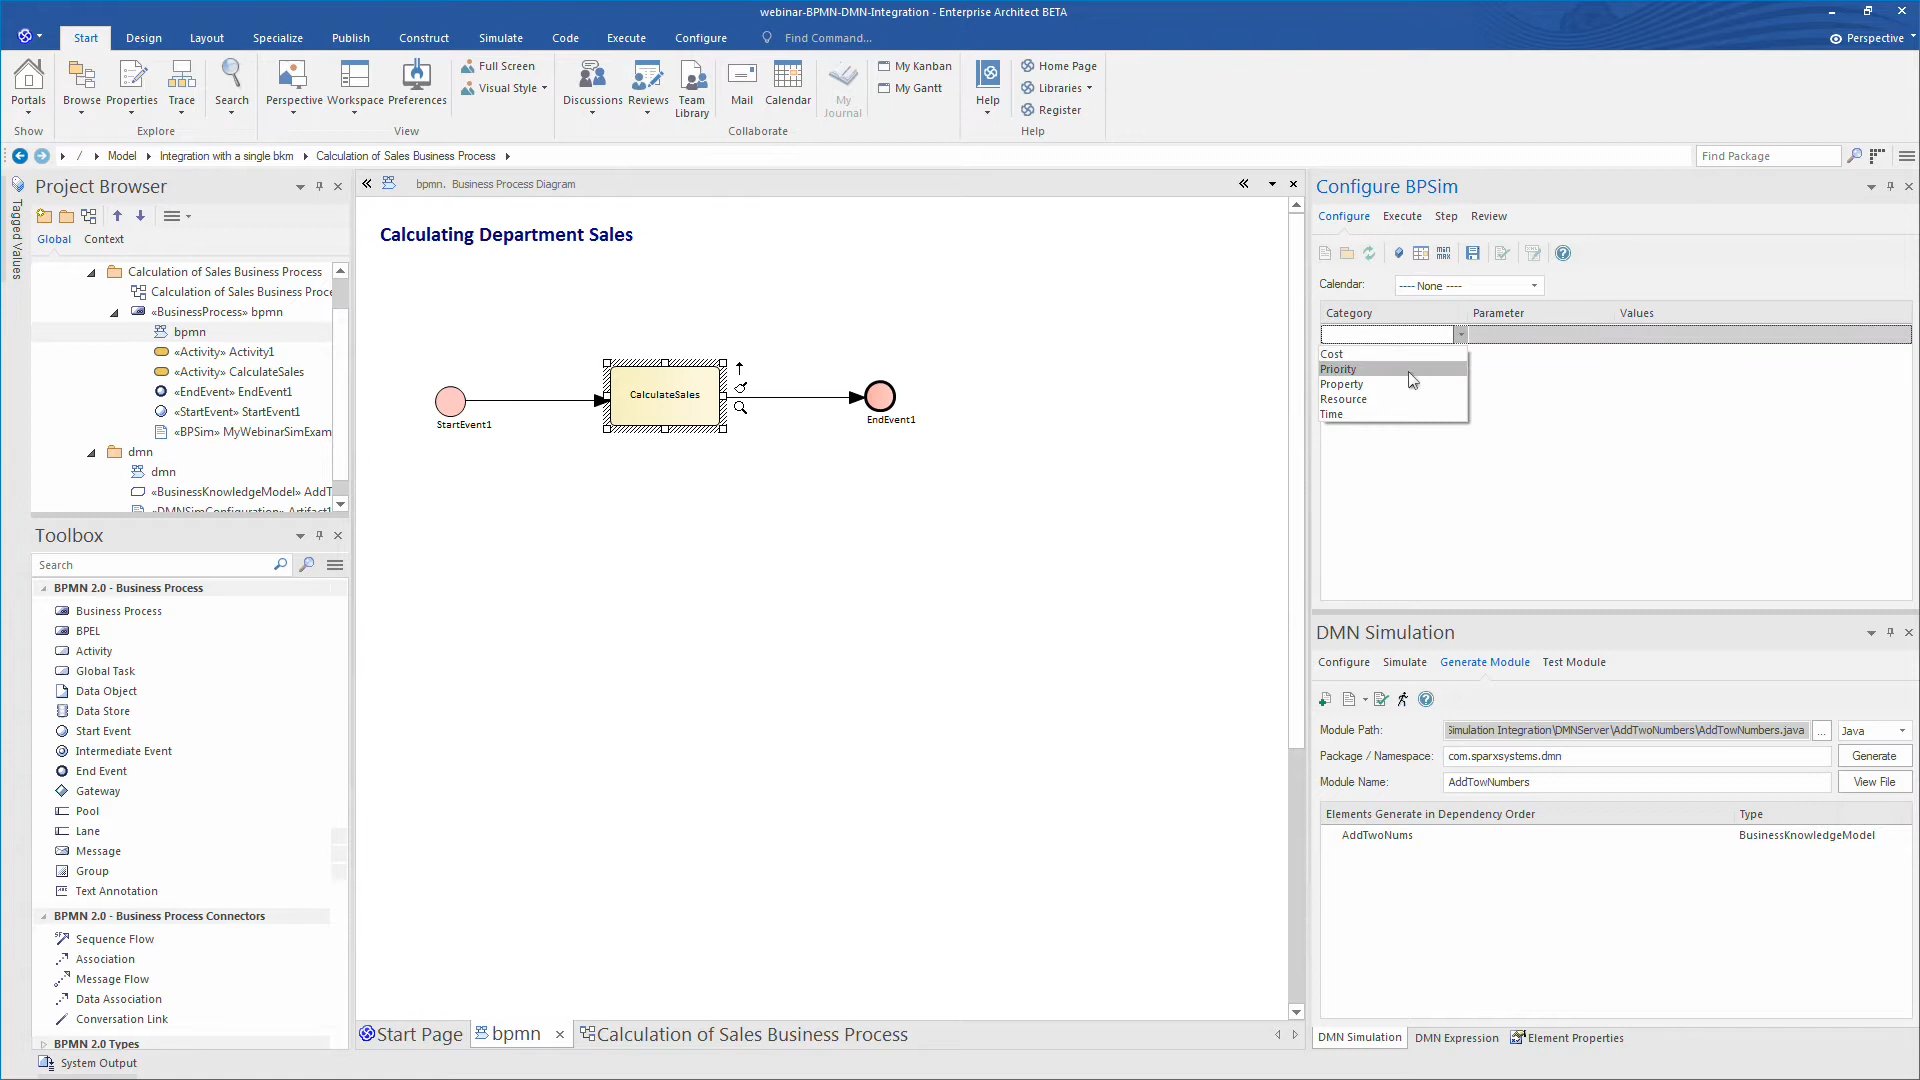 webinar-BPMN-DMN-Integration - Enterprise Architect BETA
Start
Design
Layout
Specialize
Publish
Construct
Simulate
Code
Execute
Configure
Find Command...
Perspective
Portals
Browse
Properties
Trace
Search
Perspective
Workspace
Preferences
Full Screen
Visual Style
Discussions
Reviews
Team Library
Mail
Calendar
My Journal
My Kanban
My Gantt
Help
Home Page
Libraries
Register
Show
Explore
View
Collaborate
Help
/
Model
Integration with a single bkm
Calculation of Sales Business Process
Find Package
Tagged Values
Project Browser
Global
Context
Calculation of Sales Business Process
Calculation of Sales Business Proce
«BusinessProcess» bpmn
bpmn
«Activity» Activity1
«Activity» CalculateSales
«EndEvent» EndEvent1
«StartEvent» StartEvent1
«BPSim» MyWebinarSimExam
dmn
dmn
«BusinessKnowledgeModel» AddT
«DMNSimConfiguration» Artifact1
Toolbox
Search
BPMN 2.0 - Business Process
Business Process
BPEL
Activity
Global Task
Data Object
Data Store
Start Event
Intermediate Event
End Event
Gateway
Pool
Lane
Message
Group
Text Annotation
BPMN 2.0 - Business Process Connectors
Sequence Flow
Association
Message Flow
Data Association
Conversation Link
BPMN 2.0 Types
System Output
bpmn. Business Process Diagram
Calculating Department Sales
StartEvent1
CalculateSales
EndEvent1
Start Page
bpmn
Calculation of Sales Business Process
Configure BPSim
Configure
Execute
Step
Review
Calendar:
---- None ----
Category
Parameter
Values
Cost
Priority
Property
Resource
Time
DMN Simulation
Configure
Simulate
Generate Module
Test Module
Module Path:
Simulation Integration\DMNServer\AddTwoNumbers\AddTowNumbers.java
...
Java
Package / Namespace:
com.sparxsystems.dmn
Generate
Module Name:
AddTowNumbers
View File
Elements Generate in Dependency Order
Type
AddTwoNums
BusinessKnowledgeModel
DMN Simulation
DMN Expression
Element Properties